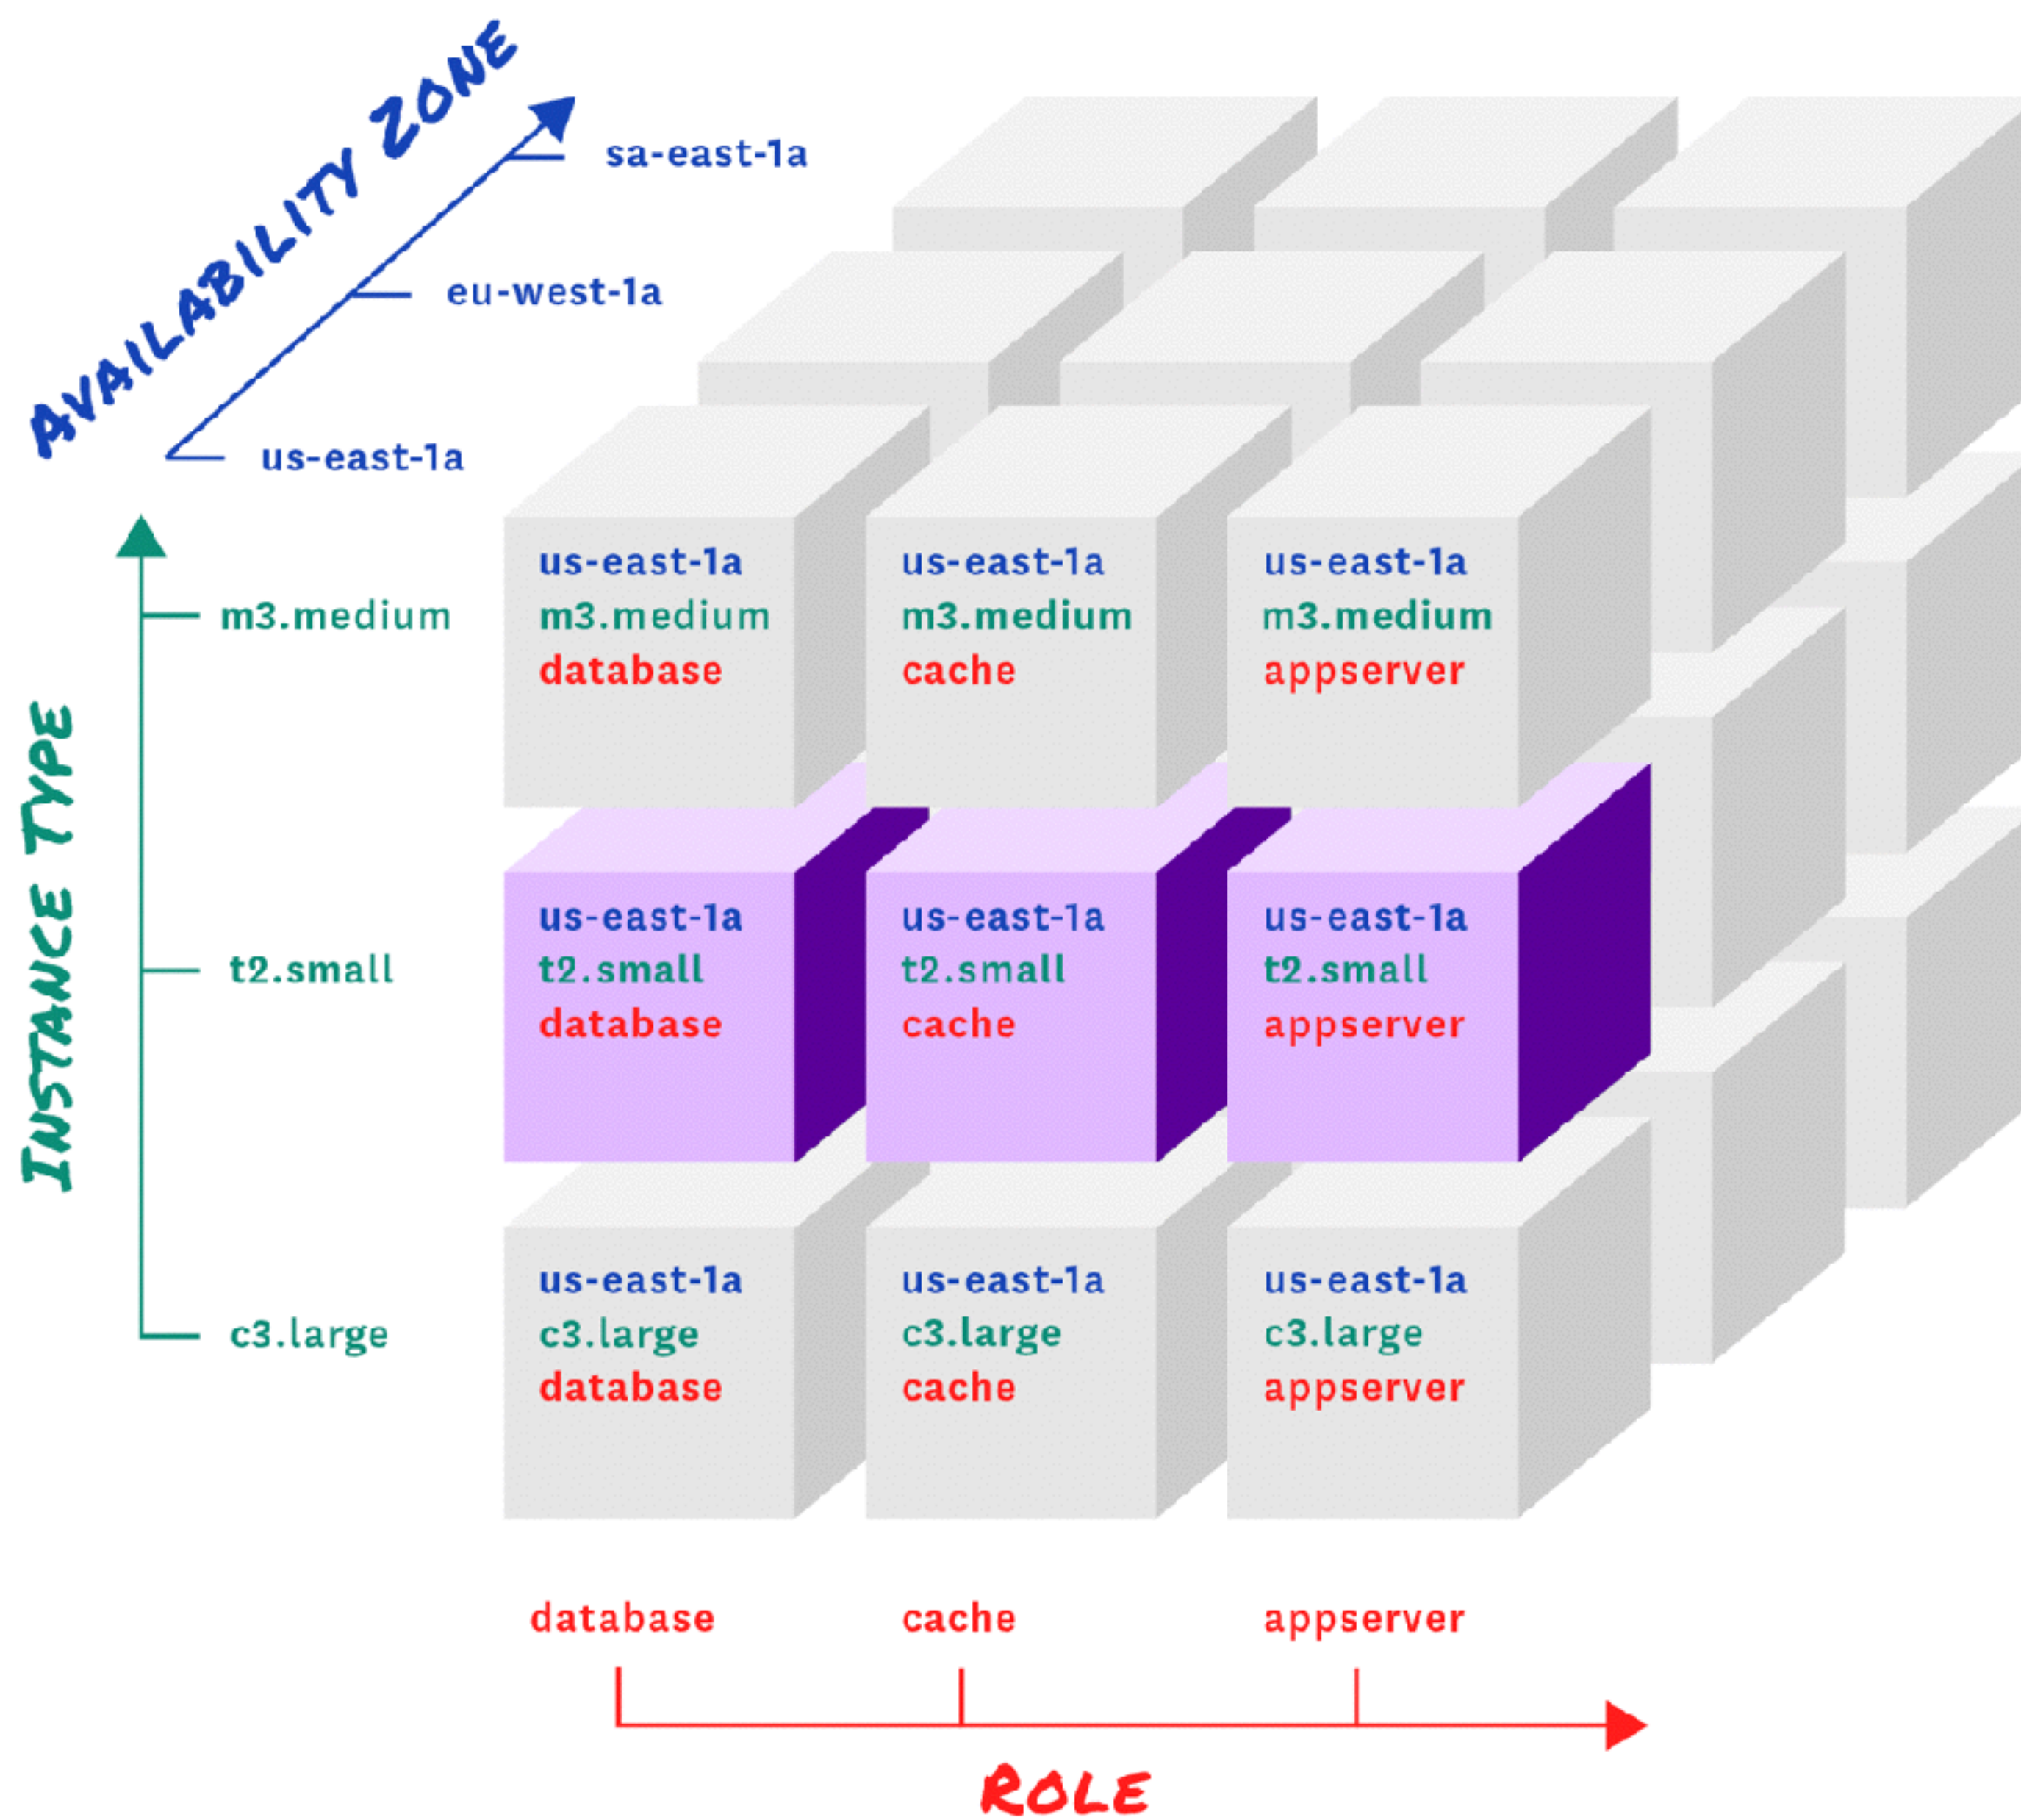 AVAILABILITY ZONE
sa-east-1a
eu-west-1a
us-east-1a
INSTANCE TYPE
m3.medium
t2.small
c3.large
us-east-1a
m3.medium
database
us-east-1a
m3.medium
cache
us-east-1a
m3.medium
appserver
us-east-1a
t2.small
database
us-east-1a
t2.small
cache
us-east-1a
t2.small
appserver
us-east-1a
c3.large
database
us-east-1a
c3.large
cache
us-east-1a
c3.large
appserver
database
cache
appserver
ROLE